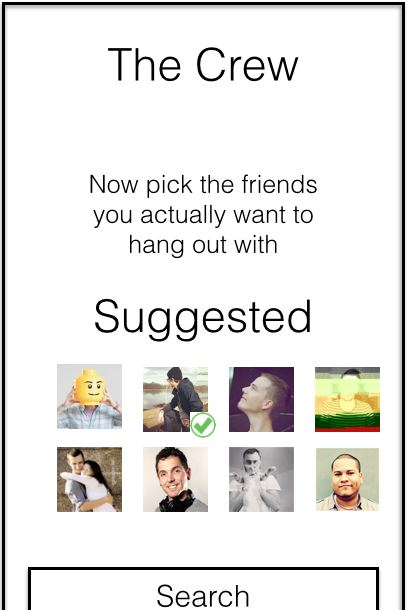 The Crew
Now pick the friends
you actually want to
hang out with
Suggested
Search